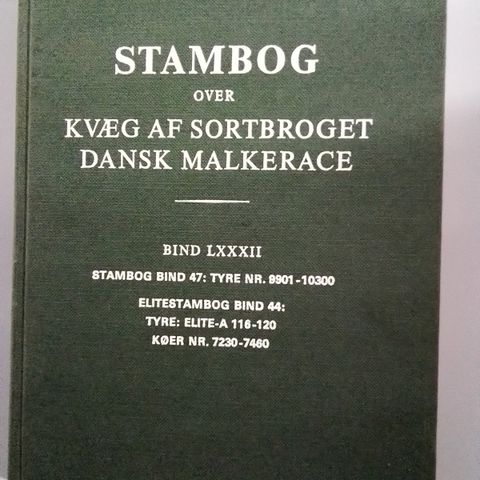 STAMBOG
OVER
KVÆG AF SORTBROGET
DANSK MALKERACE
BIND LXXXII
STAMBOG BIND 47: TYRE NR. 9901-10300
ELITESTAMBOG BIND 44:
TYRE: ELITE-A 116-120
KØER NR. 7230-7460